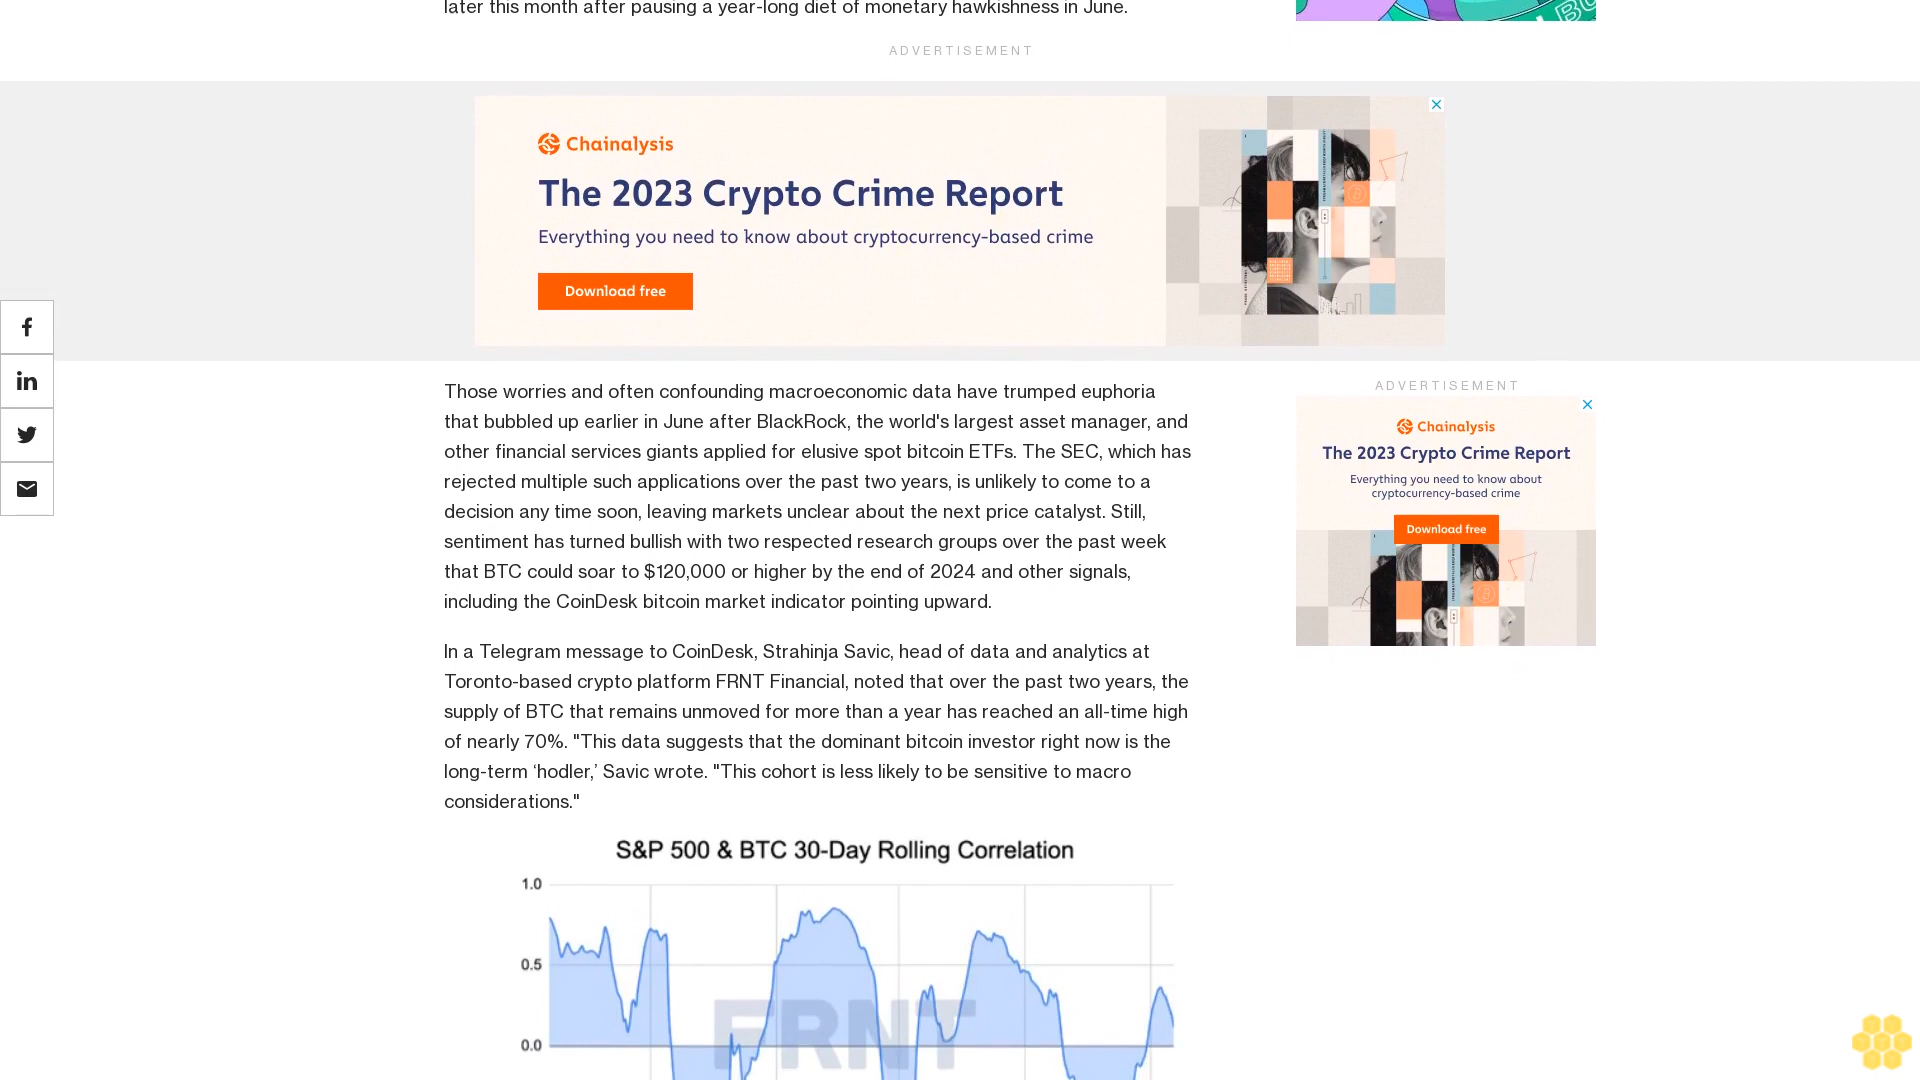 later this month after pausing a year-long diet of monetary hawkishness in June.
ADVERTISEMENT
Chainalysis
The 2023 Crypto Crime Report
Everything you need to know about cryptocurrency-based crime
Download free
Those worries and often confounding macroeconomic data have trumped euphoria
that bubbled up earlier in June after BlackRock, the world's largest asset manager, and
other financial services giants applied for elusive spot bitcoin ETFs. The SEC, which has
rejected multiple such applications over the past two years, is unlikely to come to a
decision any time soon, leaving markets unclear about the next price catalyst. Still,
sentiment has turned bullish with two respected research groups over the past week
that BTC could soar to $120,000 or higher by the end of 2024 and other signals,
including the CoinDesk bitcoin market indicator pointing upward.
In a Telegram message to CoinDesk, Strahinja Savic, head of data and analytics at
Toronto-based crypto platform FRNT Financial, noted that over the past two years, the
supply of BTC that remains unmoved for more than a year has reached an all-time high
of nearly 70%. "This data suggests that the dominant bitcoin investor right now is the
long-term ‘hodler,’ Savic wrote. "This cohort is less likely to be sensitive to macro
considerations."
S&P 500 & BTC 30-Day Rolling Correlation
1.0
0.5
0.0
FRNT
ADVERTISEMENT
Chainalysis
The 2023 Crypto Crime Report
Everything you need to know about
cryptocurrency-based crime
Download free